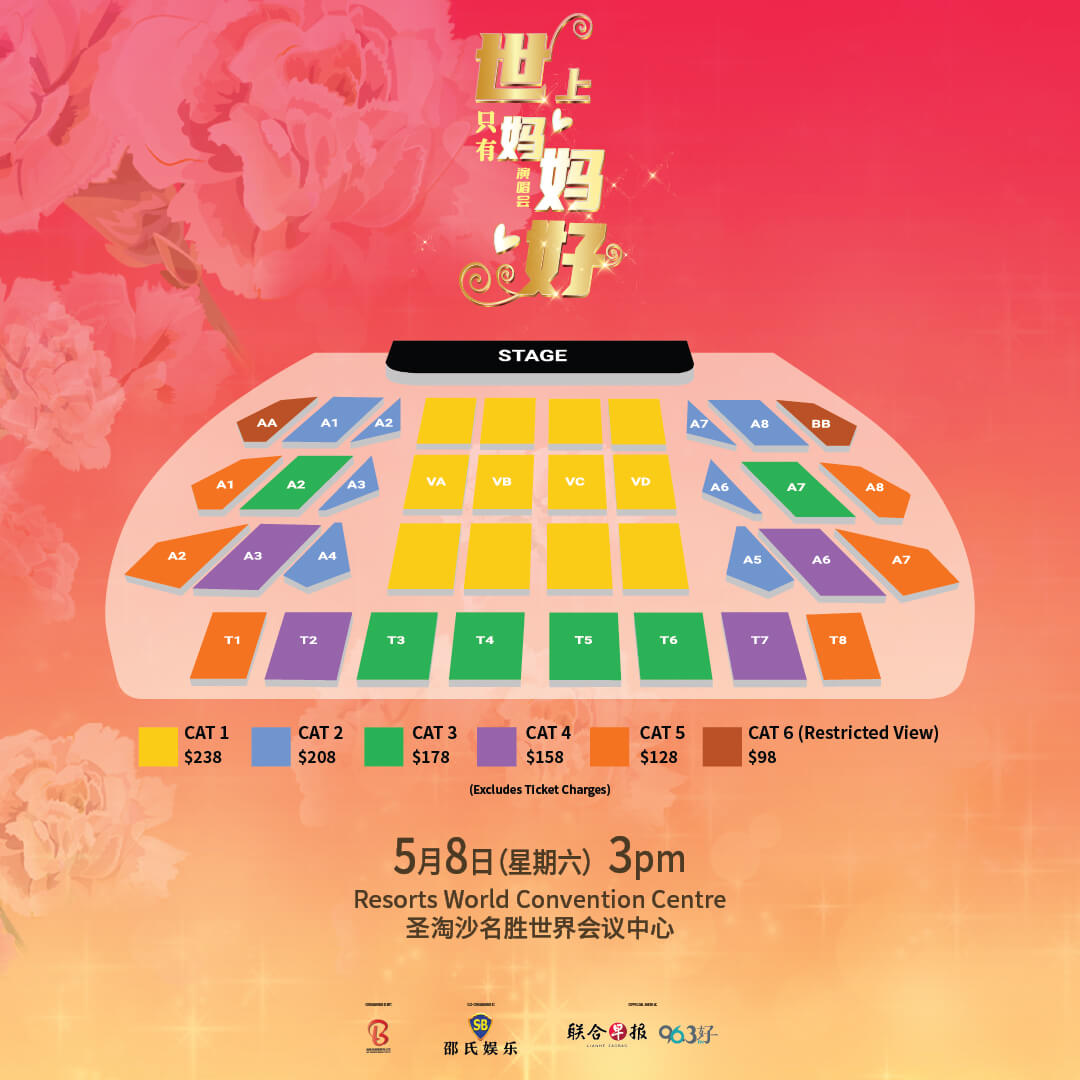 世上
只有
妈妈
演唱会
好
STAGE
AA A1 A2 A7 A8 BB
A1 A2 A3 VA VB VC VD A6 A7 A8
A2 A3 A4 A5 A6 A7
T1 T2 T3 T4 T5 T6 T7 T8
CAT 1 CAT 2 CAT 3 CAT 4 CAT 5 CAT 6 (Restricted View)
$238 $208 $178 $158 $128 $98
(Excludes Ticket Charges)
5月8日(星期六) 3pm
Resorts World Convention Centre
圣淘沙名胜世界会议中心
SB
邵氏娱乐
联合早报
LIANHE ZAOBAO
963好